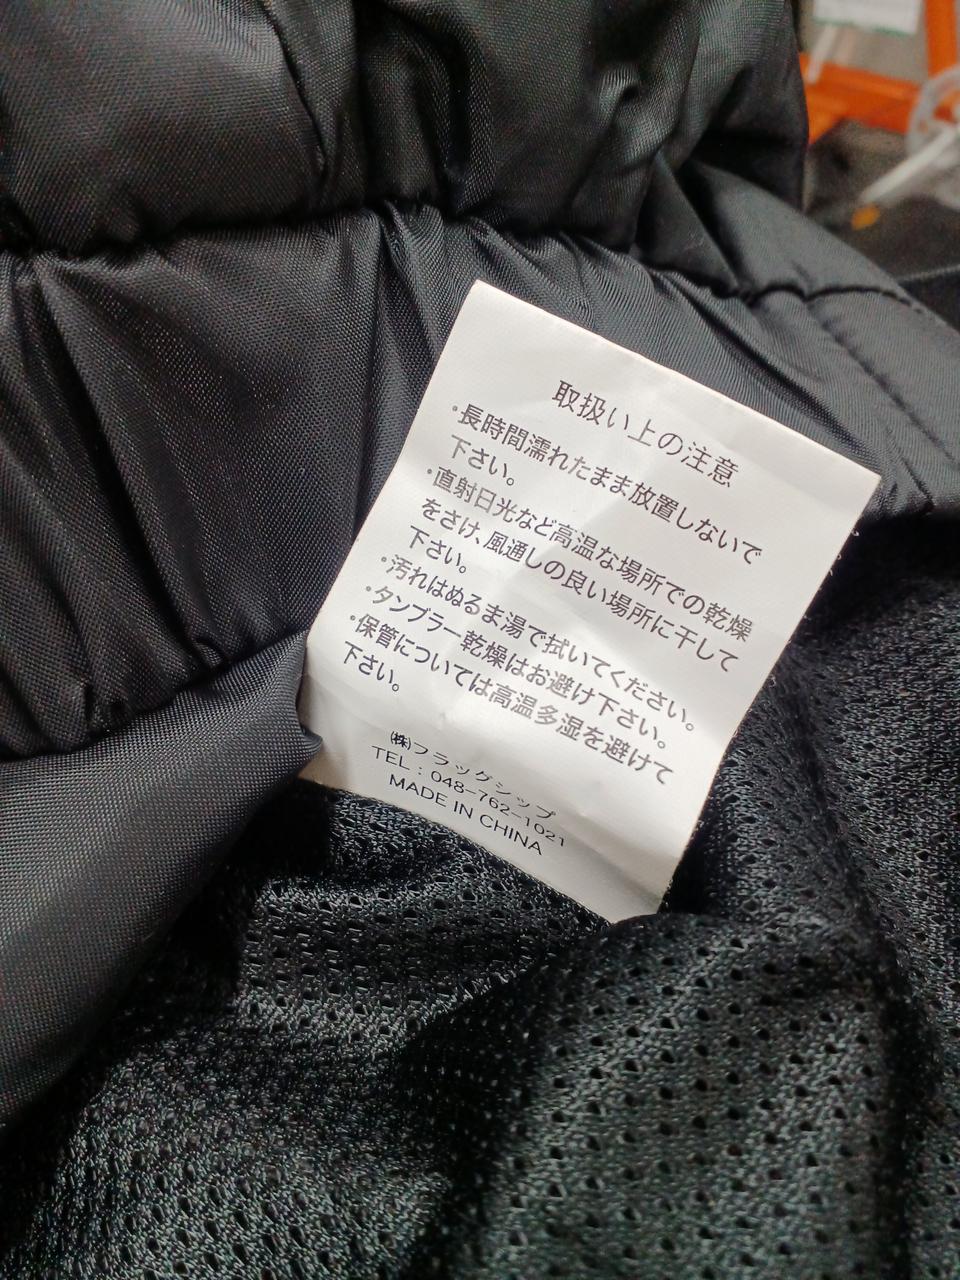 取扱い上の注意
・長時間濡れたまま放置しないで
下さい。
・直射日光など高温な場所での乾燥
をさけ、風通しの良い場所に干して
下さい。
・汚れはぬるま湯で拭いてください。
・タンブラー乾燥はお避け下さい。
・保管については高温多湿を避けて
下さい。
㈱フラッグシップ
TEL：048-762-1021
MADE IN CHINA